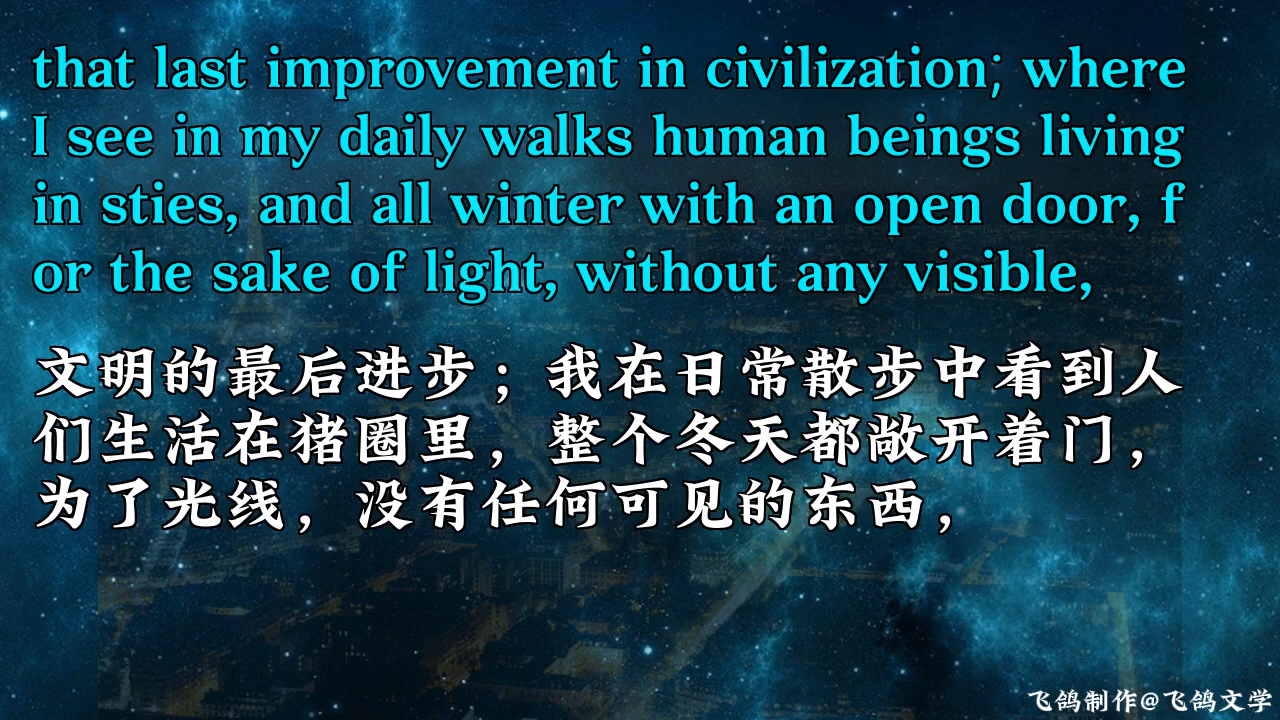 that last improvement in civilization; where
I see in my daily walks human beings living
in sties, and all winter with an open door, f
or the sake of light, without any visible,
文明的最后进步；我在日常散步中看到人
们生活在猪圈里，整个冬天都敞开着门，
为了光线，没有任何可见的东西，
飞鸽制作@飞鸽文学